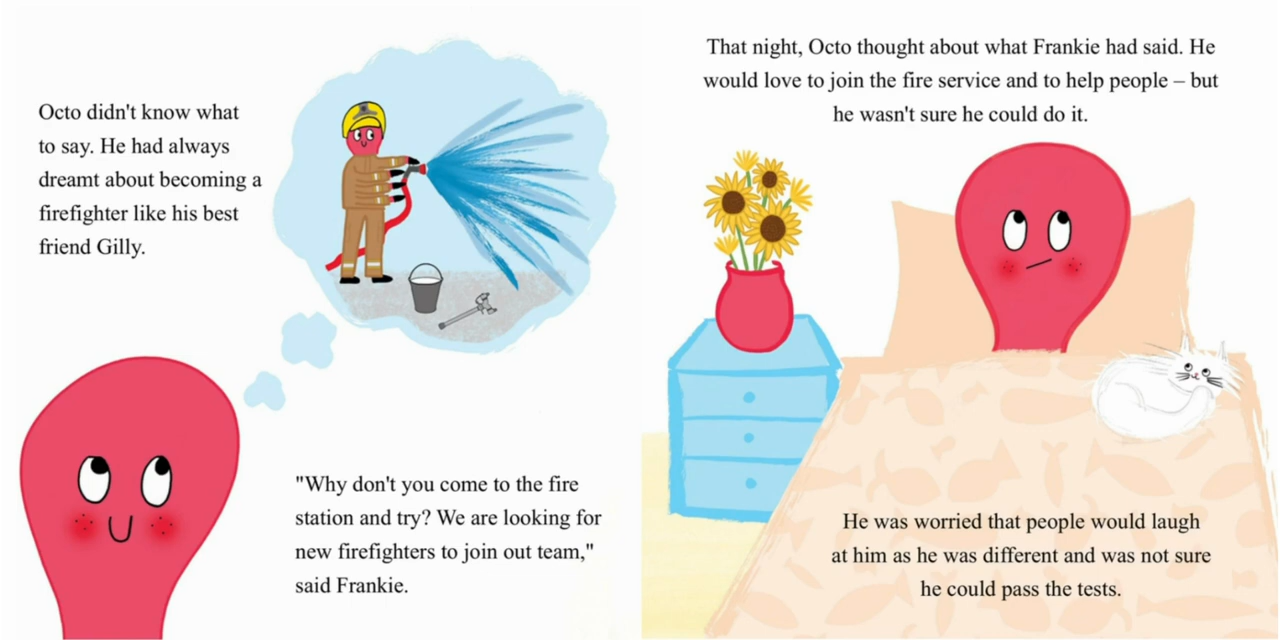 Octo didn't know what
to say. He had always
dreamt about becoming a
firefighter like his best
friend Gilly.
"Why don't you come to the fire
station and try? We are looking for
new firefighters to join out team,"
said Frankie.
That night, Octo thought about what Frankie had said. He
would love to join the fire service and to help people – but
he wasn't sure he could do it.
He was worried that people would laugh
at him as he was different and was not sure
he could pass the tests.